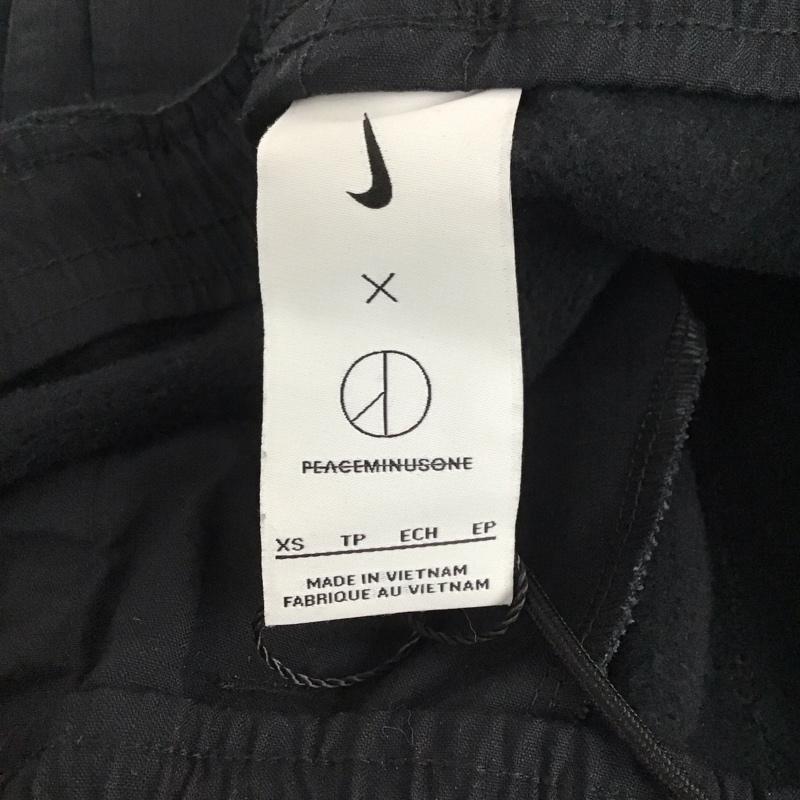 ×
PEACEMINUSONE
XS TP ECH EP
MADE IN VIETNAM
FABRIQUE AU VIETNAM